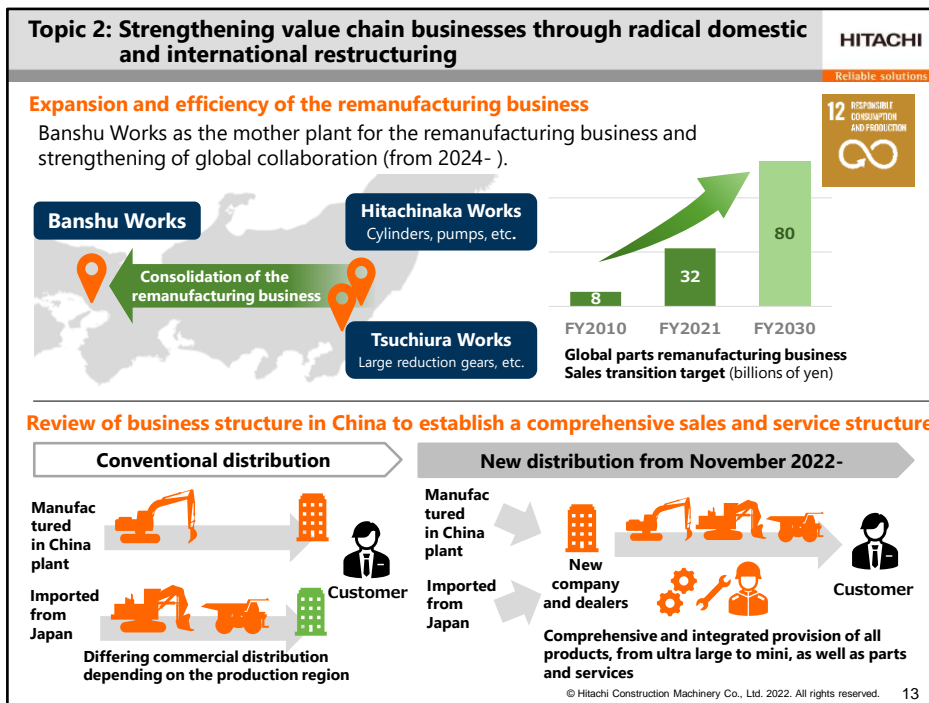 Topic 2: Strengthening value chain businesses through radical domestic
and international restructuring
HITACHI
Reliable solutions
Expansion and efficiency of the remanufacturing business
Banshu Works as the mother plant for the remanufacturing business and
strengthening of global collaboration (from 2024- ).
12 RESPONSIBLE
CONSUMPTION
AND PRODUCTION
Banshu Works
Hitachinaka Works
Cylinders, pumps, etc.
Consolidation of the
remanufacturing business
Tsuchiura Works
Large reduction gears, etc.
8
32
80
FY2010
FY2021
FY2030
Global parts remanufacturing business
Sales transition target (billions of yen)
Review of business structure in China to establish a comprehensive sales and service structure
Conventional distribution
Manufac
tured
in China
plant
Imported
from
Japan
Customer
Differing commercial distribution
depending on the production region
New distribution from November 2022-
Manufac
tured
in China
plant
Imported
from
Japan
New
company
and dealers
Customer
Comprehensive and integrated provision of all
products, from ultra large to mini, as well as parts
and services
© Hitachi Construction Machinery Co., Ltd. 2022. All rights reserved.
13